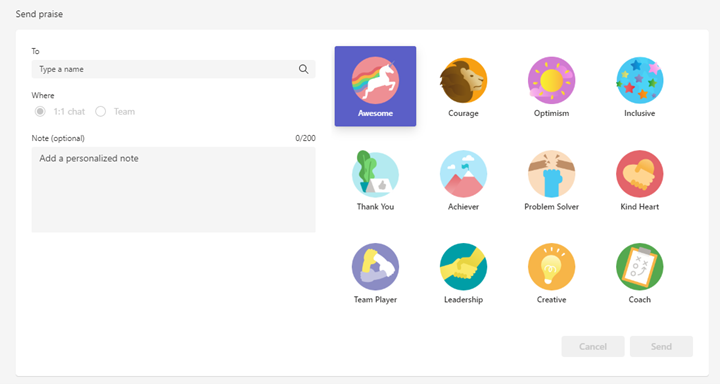 Send praise
To
Type a name
Where
1:1 chat Team
Note (optional) 0/200
Add a personalized note
Awesome Courage Optimism Inclusive
Thank You Achiever Problem Solver Kind Heart
Team Player Leadership Creative Coach
Cancel Send